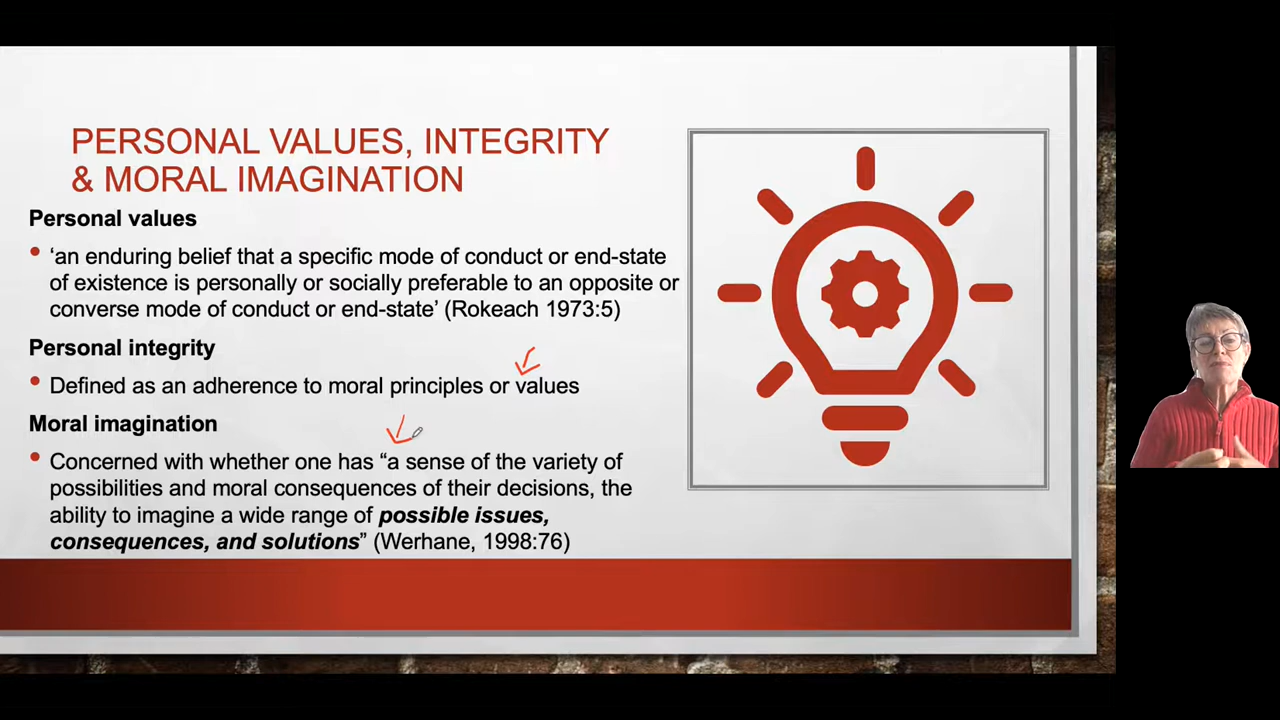 PERSONAL VALUES, INTEGRITY
& MORAL IMAGINATION
Personal values
• ‘an enduring belief that a specific mode of conduct or end-state
of existence is personally or socially preferable to an opposite or
converse mode of conduct or end-state’ (Rokeach 1973:5)
Personal integrity
• Defined as an adherence to moral principles or values
Moral imagination
• Concerned with whether one has “a sense of the variety of
possibilities and moral consequences of their decisions, the
ability to imagine a wide range of possible issues,
consequences, and solutions” (Werhane, 1998:76)